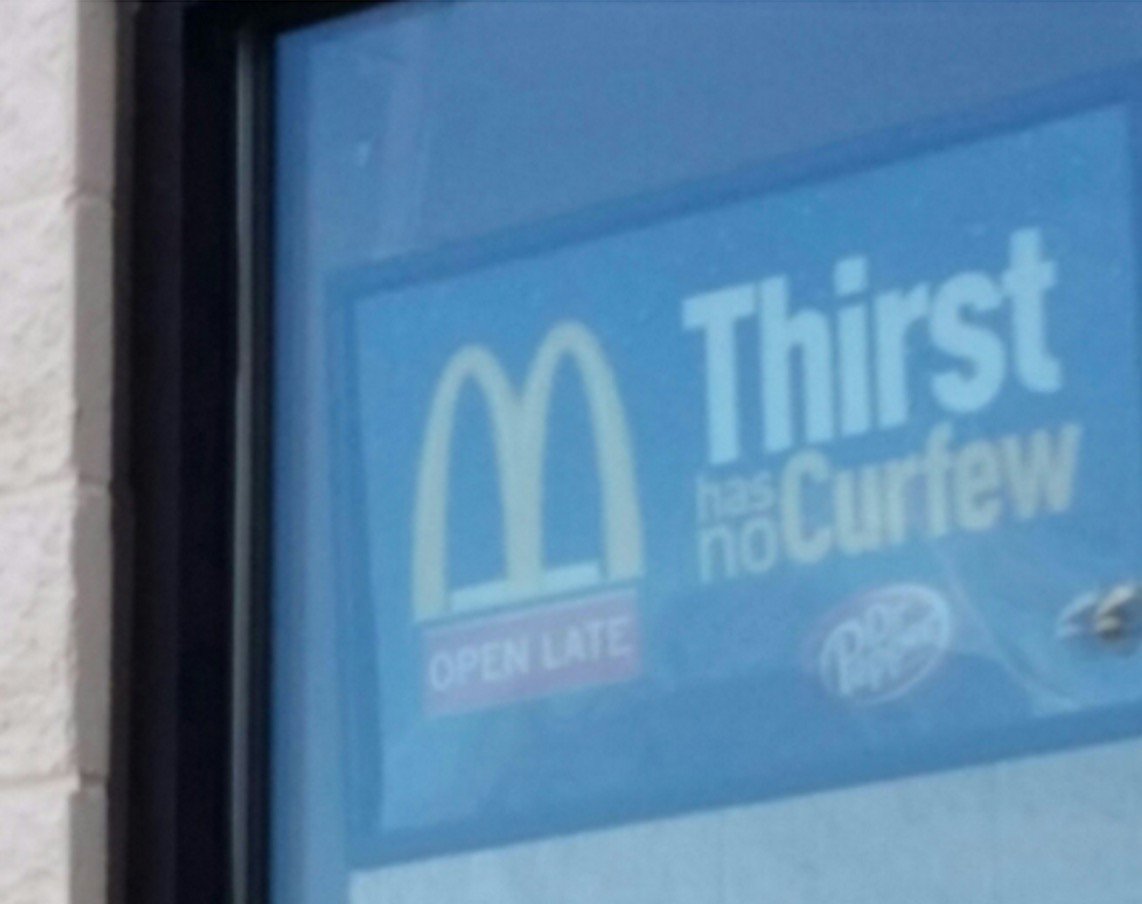 Thirst
has
no Curfew
OPEN LATE
Dr Pepper